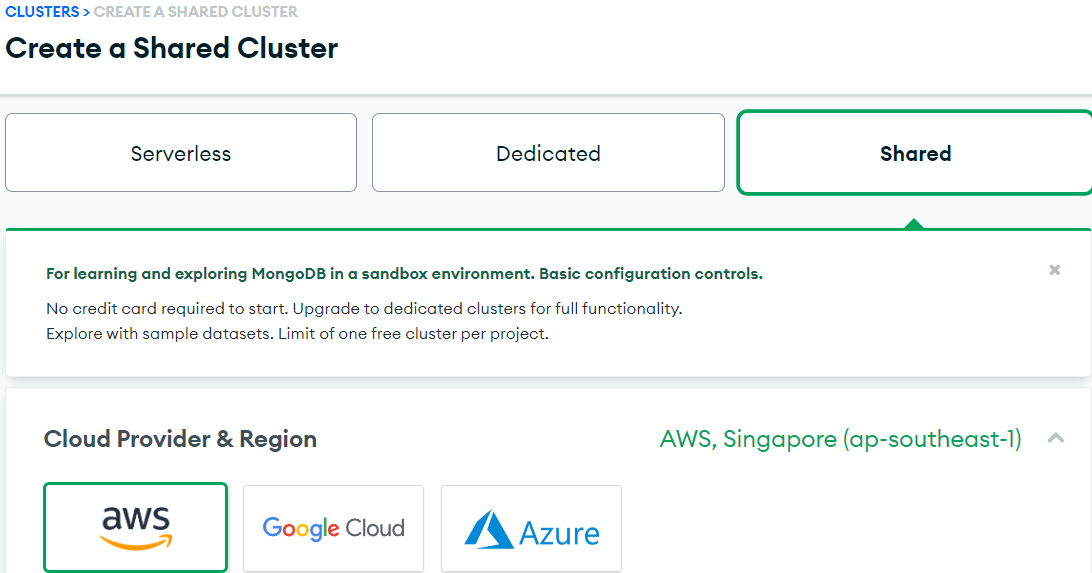 CLUSTERS > CREATE A SHARED CLUSTER
Create a Shared Cluster
Serverless
Dedicated
Shared
For learning and exploring MongoDB in a sandbox environment. Basic configuration controls.
No credit card required to start. Upgrade to dedicated clusters for full functionality.
Explore with sample datasets. Limit of one free cluster per project.
Cloud Provider & Region
AWS, Singapore (ap-southeast-1)
aws
Google Cloud
Azure